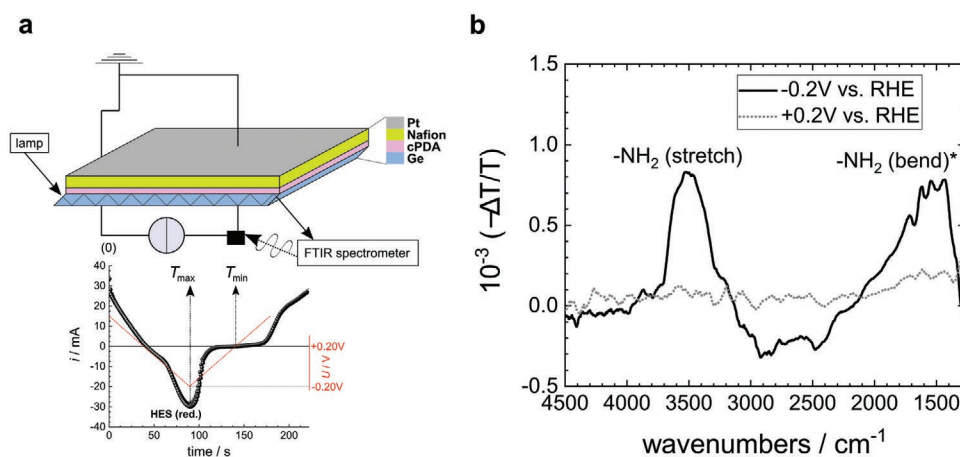 a
Pt
Nafion
cPDA
Ge
lamp
(0)
FTIR spectrometer
T_max
T_min
40
30
20
10
0
-10
-20
-30
-40
i / mA
+0.20V
-0.20V
U / V
HES (red.)
0
50
100
150
200
time / s
b
1.5
1.0
0.5
0.0
-0.5
10⁻³ (−ΔT/T)
-0.2V vs. RHE
+0.2V vs. RHE
-NH₂ (stretch)
-NH₂ (bend)*
4500 4000 3500 3000 2500 2000 1500
wavenumbers / cm⁻¹